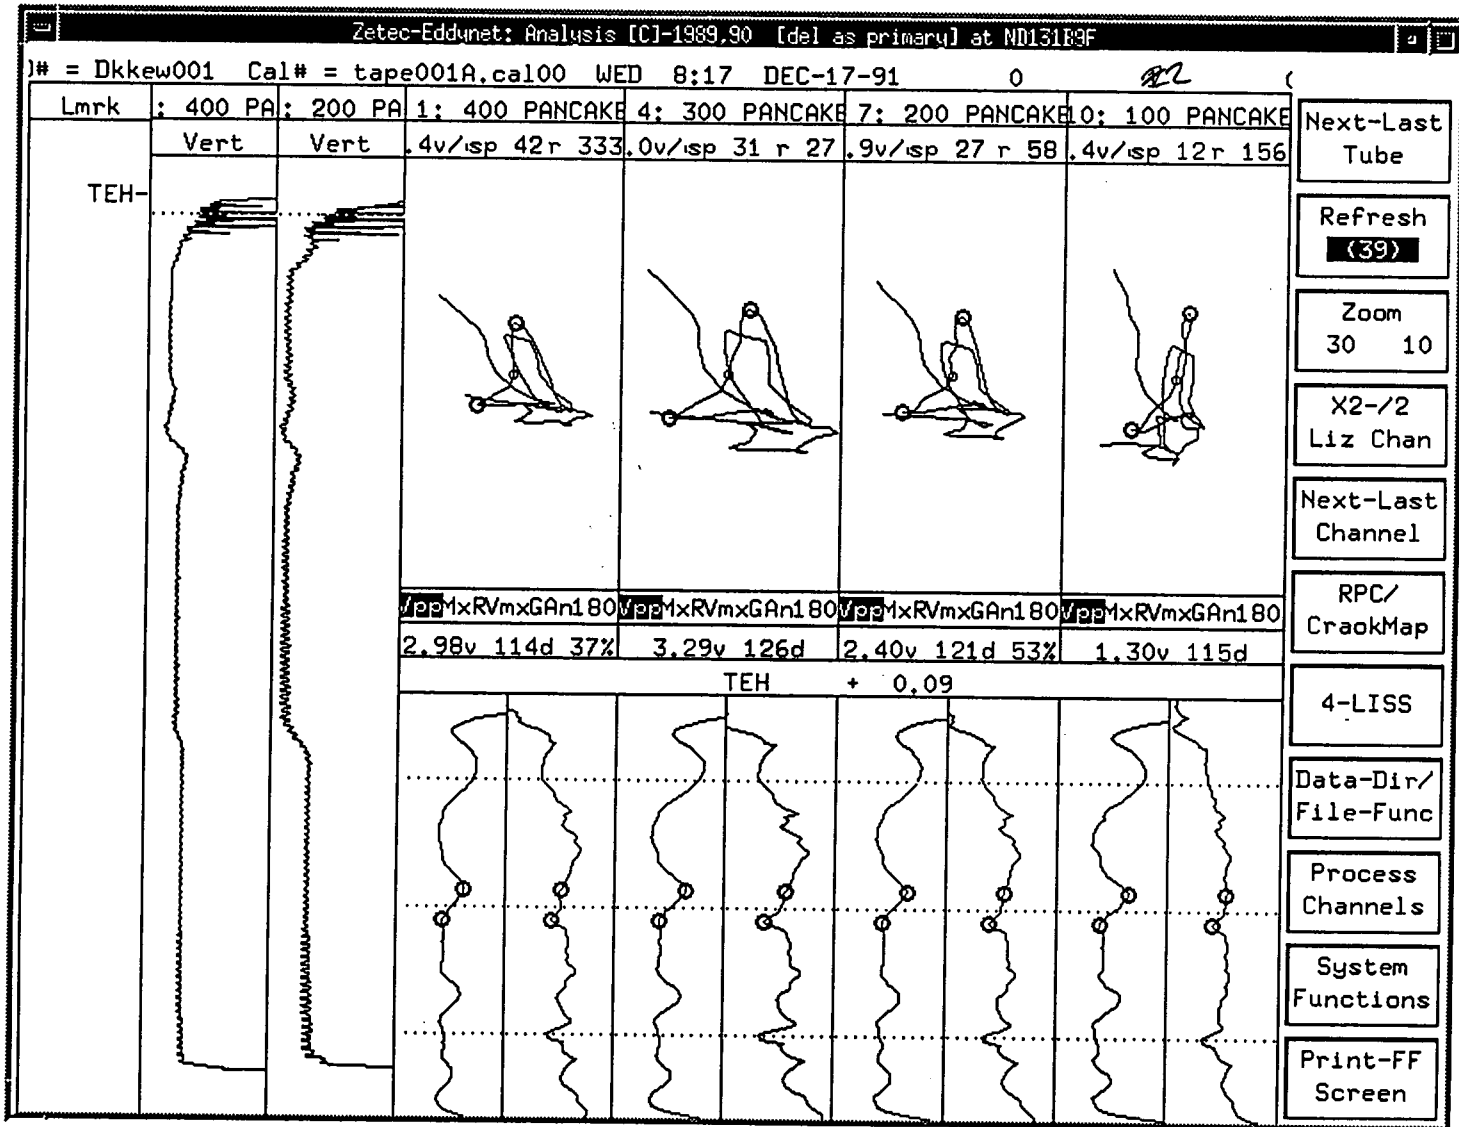 Zetec-Eddynet: Analysis [C]-1989,90 [del as primary] at ND131B9F
)# = Dkkew001 Cal# = tape001A.cal00 WED 8:17 DEC-17-91 0
Lmrk : 400 PA : 200 PA 1: 400 PANCAKE 4: 300 PANCAKE 7: 200 PANCAKE 10: 100 PANCAKE
Vert Vert .4v/sp 42r 333 .0v/sp 31 r 27 .9v/sp 27 r 58 .4v/sp 12r 156
TEH-
VppMxRVmxGAn180 VppMxRVmxGAn180 VppMxRVmxGAn180 VppMxRVmxGAn180
2.98v 114d 37% 3.29v 126d 2.40v 121d 53% 1.30v 115d
TEH + 0.09
Next-Last
Tube
Refresh
(39)
Zoom
30 10
X2-/2
Liz Chan
Next-Last
Channel
RPC/
CraokMap
4-LISS
Data-Dir/
File-Func
Process
Channels
System
Functions
Print-FF
Screen